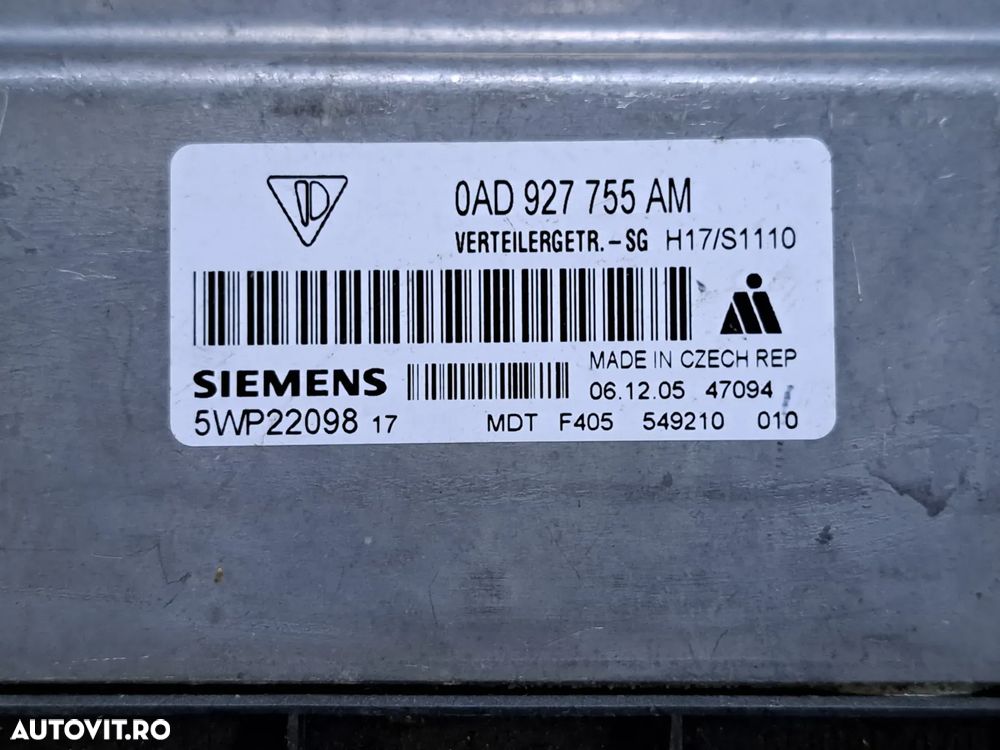 0AD 927 755 AM
VERTEILERGETR.-SG H17/S1110
MADE IN CZECH REP
SIEMENS
06.12.05 47094
5WP22098 17 MDT F405 549210 010
AUTOVIT.RO